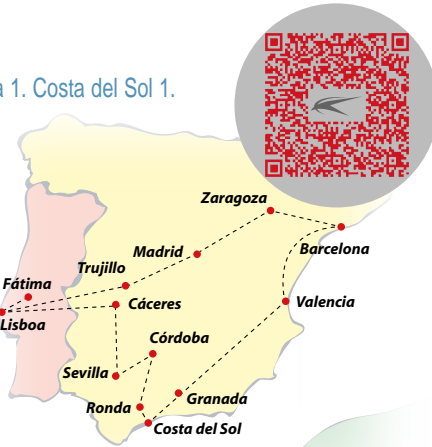 a 1. Costa del Sol 1.
Zaragoza
Barcelona
Madrid
Trujillo
Fátima
Cáceres
Valencia
Lisboa
Córdoba
Sevilla
Granada
Ronda
Costa del Sol